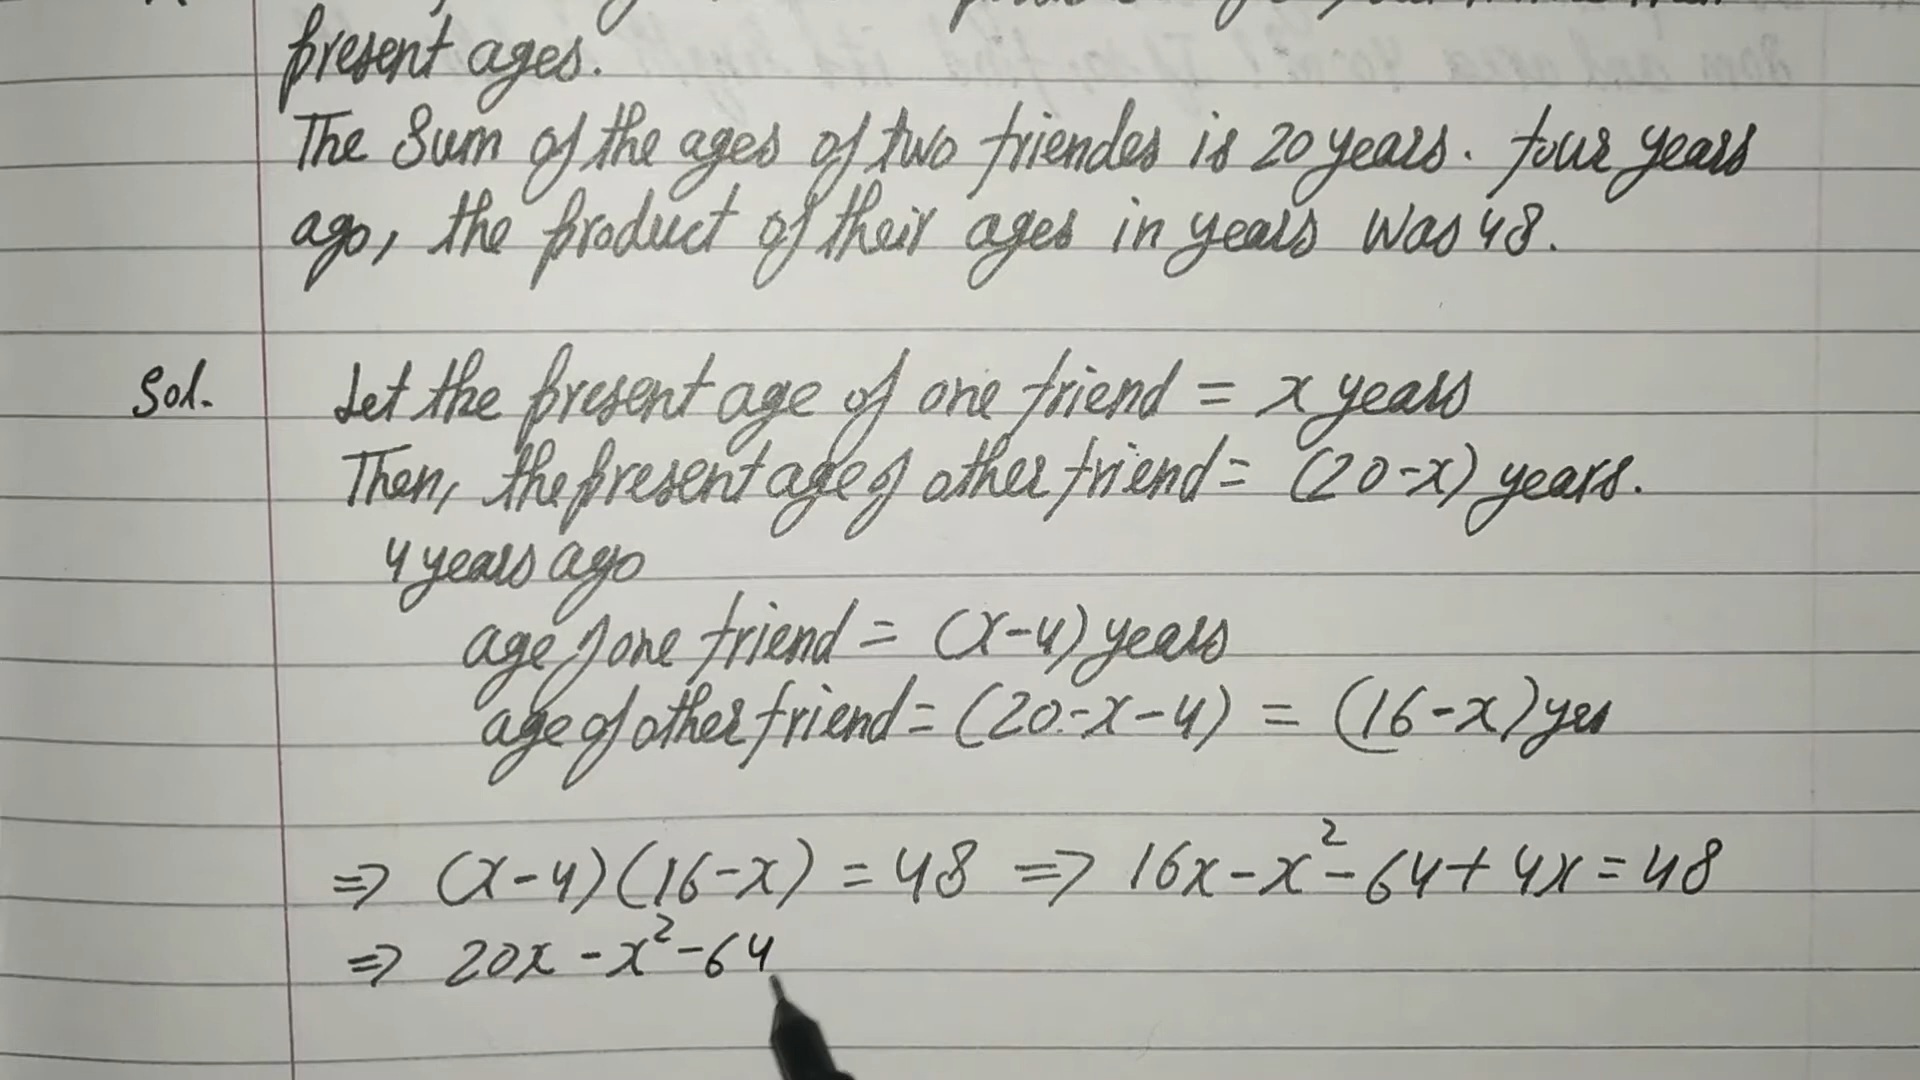 present ages.
The Sum of the ages of two friendes is 20 years. four years
ago, the product of their ages in years was 48.
Sol. Let the present age of one friend = x years
Then, the present age of other friend = (20-x) years.
4 years ago
age of one friend = (x-4) years
age of other friend = (20-x-4) = (16-x) yes
⇒ (x-4)(16-x) = 48 ⇒ 16x-x²-64+4x=48
⇒ 20x-x²-64